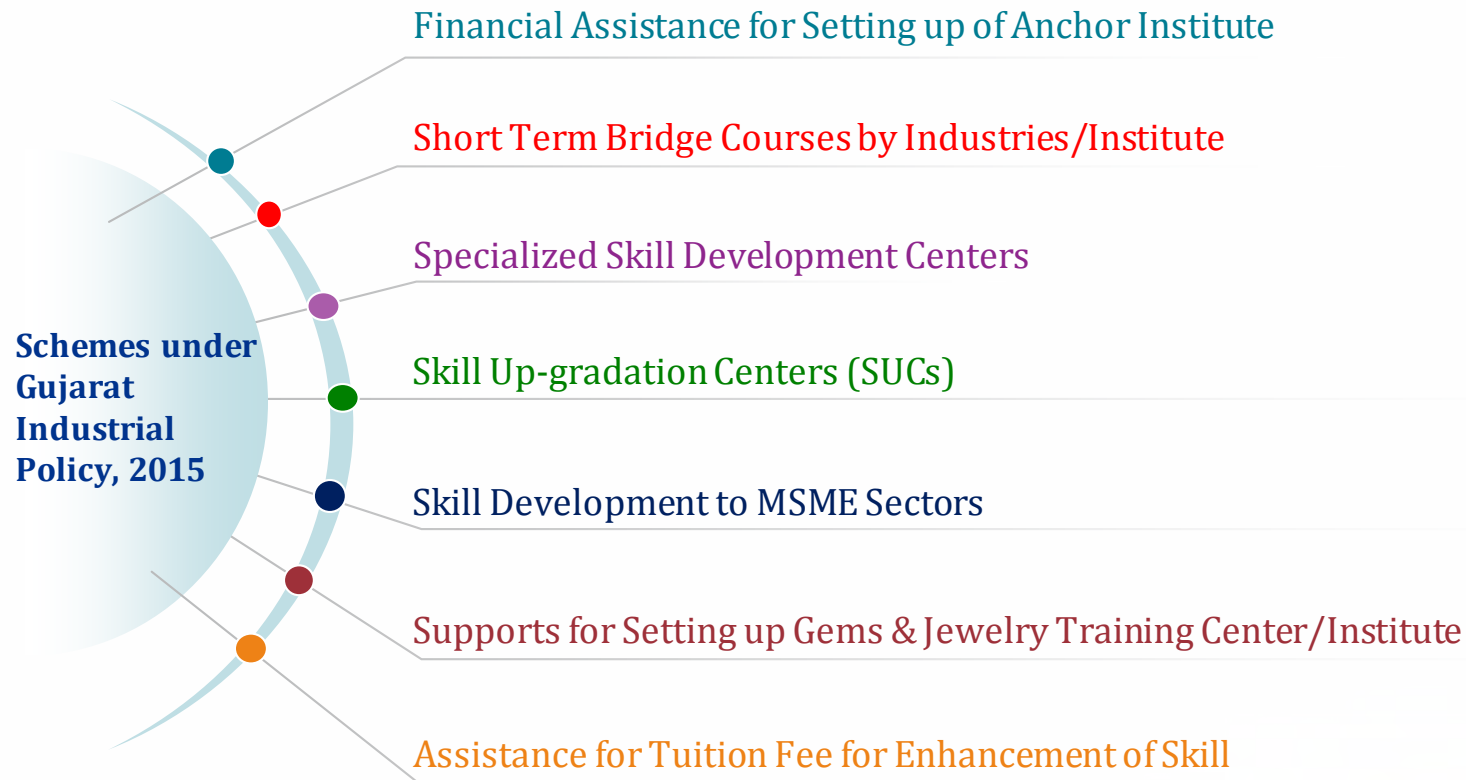 Financial Assistance for Setting up of Anchor Institute
Short Term Bridge Courses by Industries/Institute
Specialized Skill Development Centers
Schemes under
Gujarat
Industrial
Policy, 2015
Skill Up-gradation Centers (SUCs)
Skill Development to MSME Sectors
Supports for Setting up Gems & Jewelry Training Center/Institute
Assistance for Tuition Fee for Enhancement of Skill